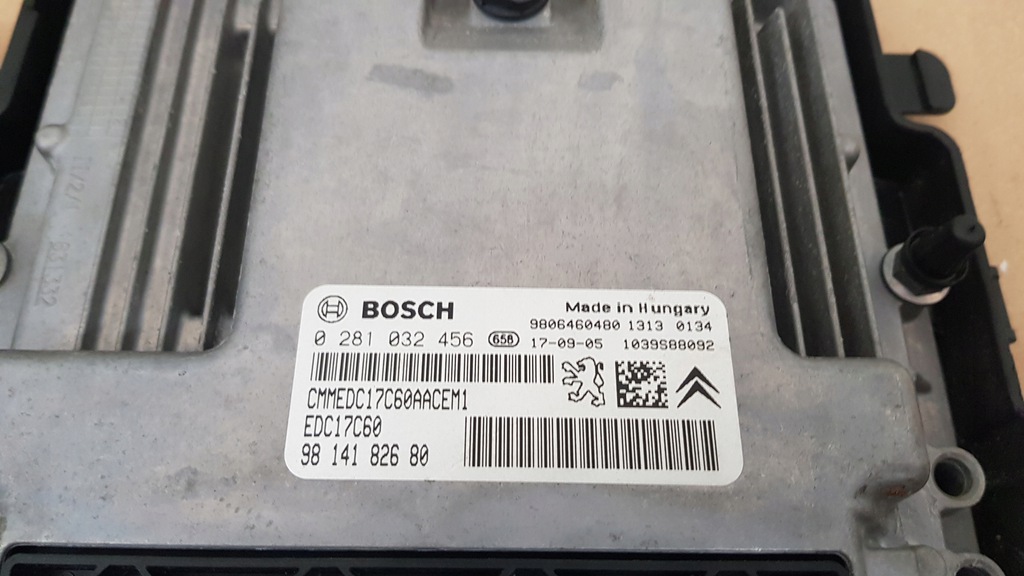 BOSCH
Made in Hungary
9806460480 1313 0134
0 281 032 456 658 17-09-05 1039S88092
CMMEDC17C60AACEM1
EDC17C60
98 141 826 80